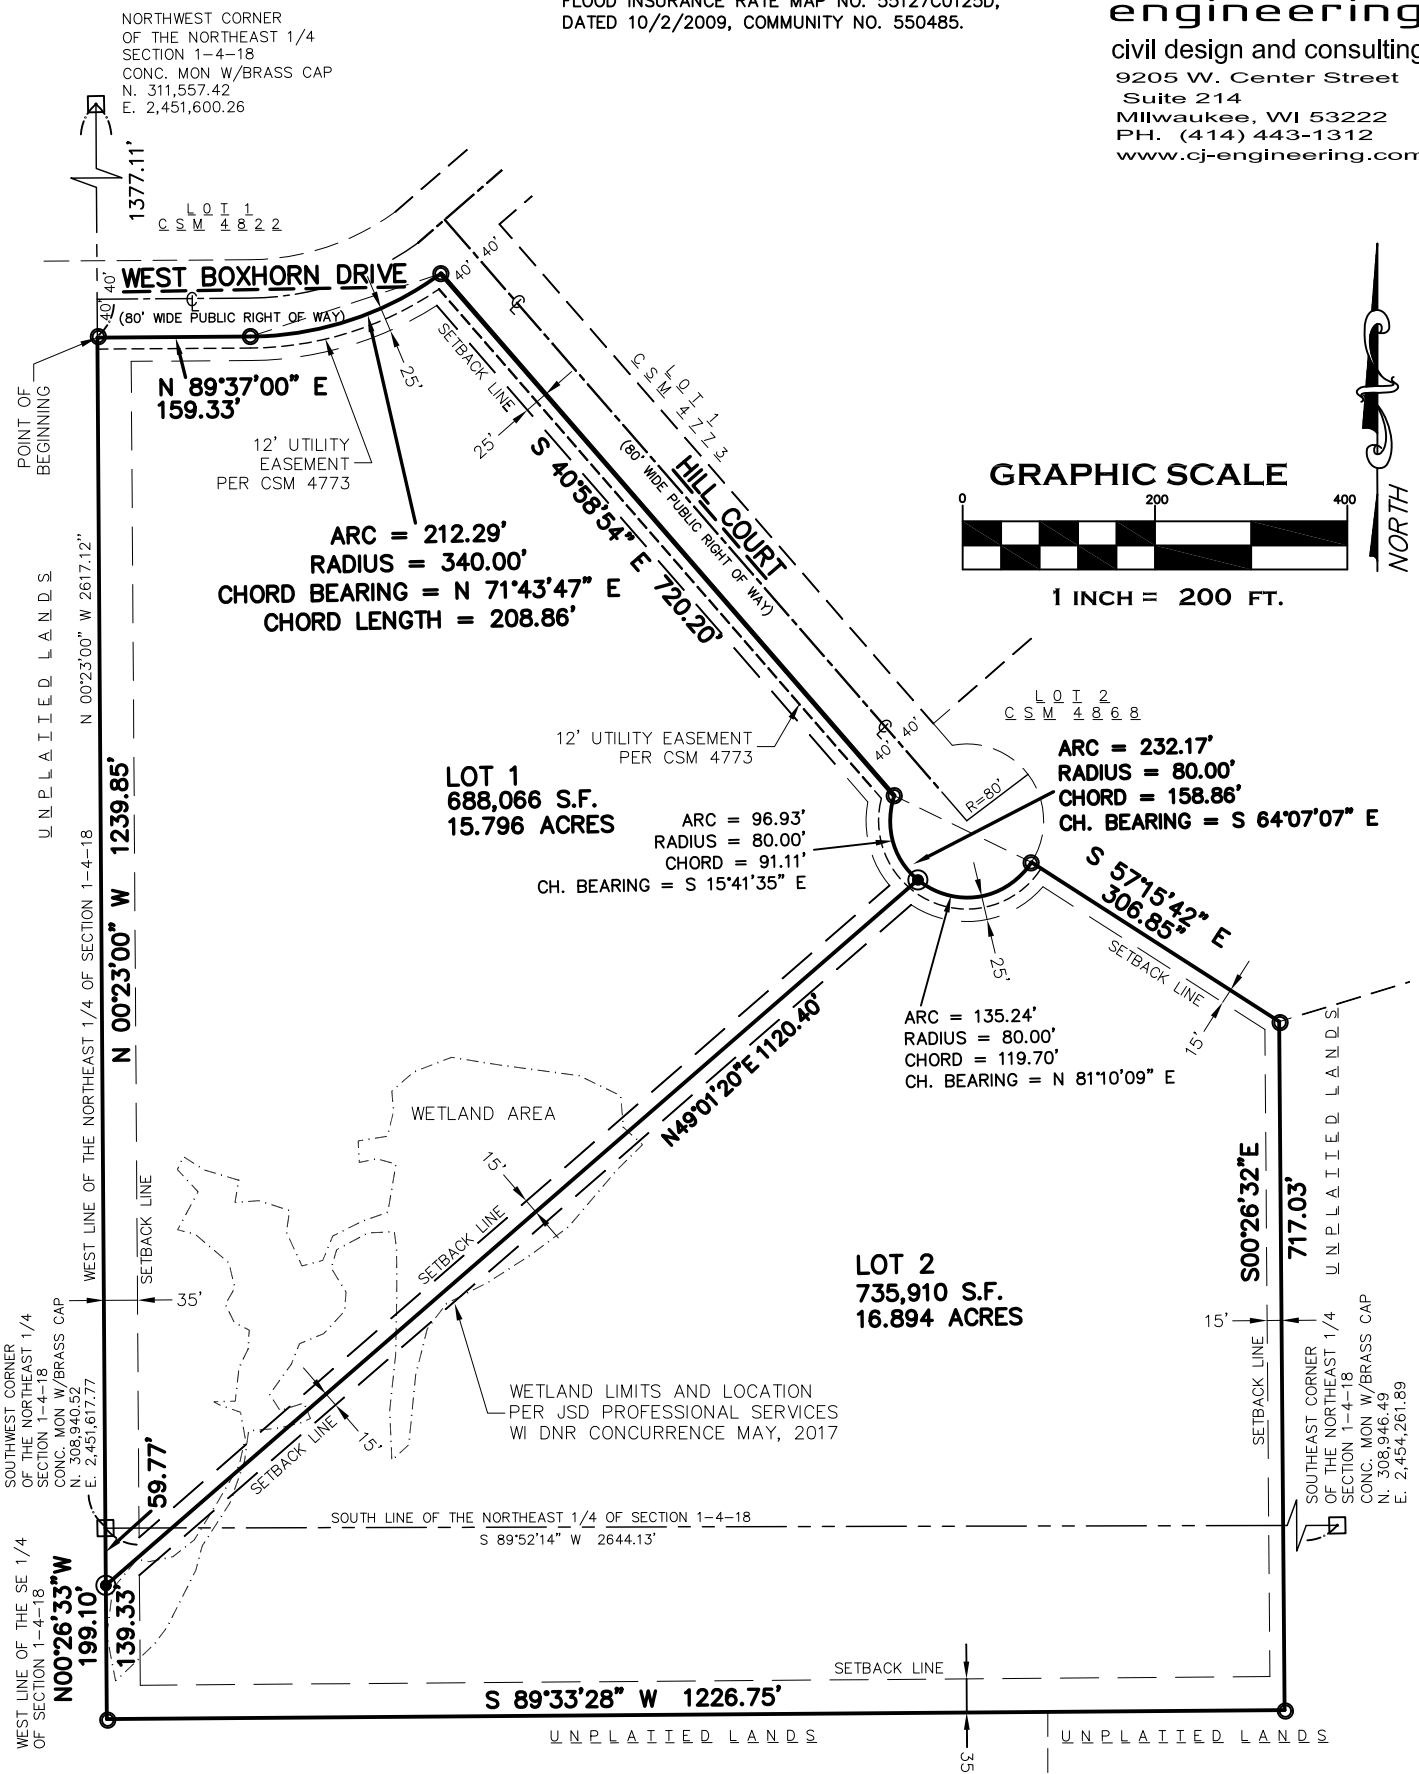 FLOOD INSURANCE RATE MAP NO. 55127C0125D,
DATED 10/2/2009, COMMUNITY NO. 550485.
engineering
civil design and consulting
9205 W. Center Street
Suite 214
Milwaukee, WI 53222
PH. (414) 443-1312
www.cj-engineering.com
NORTHWEST CORNER
OF THE NORTHEAST 1/4
SECTION 1-4-18
CONC. MON W/BRASS CAP
N. 311,557.42
E. 2,451,600.26
1377.11'
LOT 1
CSM 4822
WEST BOXHORN DRIVE
(80' WIDE PUBLIC RIGHT OF WAY)
40'
40'
40'
40'
40'
40'
POINT OF
BEGINNING
N 89°37'00" E
159.33'
12' UTILITY
EASEMENT
PER CSM 4773
25'
SETBACK LINE
25'
LOT 1
CSM 4773
HILL COURT
(80' WIDE PUBLIC RIGHT OF WAY)
S 40°58'54" E 720.20'
ARC = 212.29'
RADIUS = 340.00'
CHORD BEARING = N 71°43'47" E
CHORD LENGTH = 208.86'
GRAPHIC SCALE
0 200 400
1 INCH = 200 FT.
NORTH
UNPLATTED LANDS
N 00°23'00" W 2617.12"
WEST LINE OF THE NORTHEAST 1/4 OF SECTION 1-4-18
N 00°23'00" W 1239.85'
LOT 2
CSM 4868
12' UTILITY EASEMENT
PER CSM 4773
40'
40'
R=80'
ARC = 232.17'
RADIUS = 80.00'
CHORD = 158.86'
CH. BEARING = S 64°07'07" E
LOT 1
688,066 S.F.
15.796 ACRES
ARC = 96.93'
RADIUS = 80.00'
CHORD = 91.11'
CH. BEARING = S 15°41'35" E
S 57°15'42" E
306.85"
SETBACK LINE
15'
25'
ARC = 135.24'
RADIUS = 80.00'
CHORD = 119.70'
CH. BEARING = N 81°10'09" E
N49°01'20"E 1120.40'
WETLAND AREA
15'
SETBACK LINE
SETBACK LINE
35'
UNPLATTED LANDS
S00°26'32"E
717.03'
LOT 2
735,910 S.F.
16.894 ACRES
15'
SETBACK LINE
WETLAND LIMITS AND LOCATION
PER JSD PROFESSIONAL SERVICES
WI DNR CONCURRENCE MAY, 2017
15'
SETBACK LINE
SOUTHWEST CORNER
OF THE NORTHEAST 1/4
SECTION 1-4-18
CONC. MON W/BRASS CAP
N. 308,940.52
E. 2,451,617.77
SOUTHEAST CORNER
OF THE NORTHEAST 1/4
SECTION 1-4-18
CONC. MON W/BRASS CAP
N. 308,946.49
E. 2,454,261.89
59.77'
SOUTH LINE OF THE NORTHEAST 1/4 OF SECTION 1-4-18
S 89°52'14" W 2644.13'
WEST LINE OF THE SE 1/4
OF SECTION 1-4-18
N00°26'33"W
199.10'
139.33'
SETBACK LINE
S 89°33'28" W 1226.75'
35
UNPLATTED LANDS
UNPLATTED LANDS